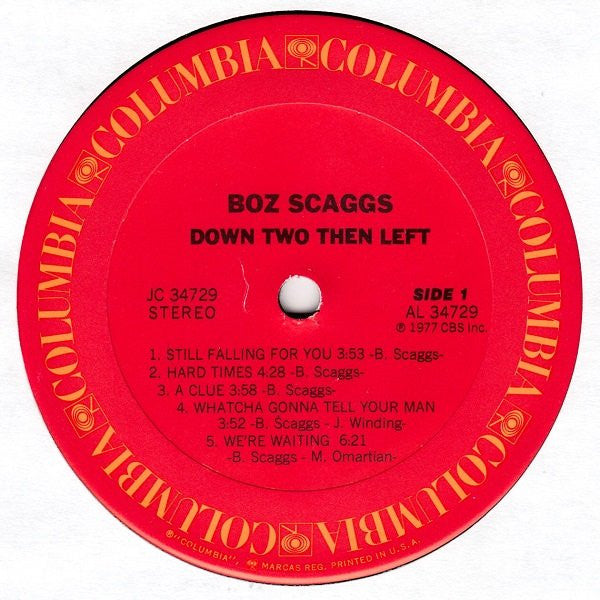 COLUMBIA COLUMBIA COLUMBIA COLUMBIA COLUMBIA COLUMBIA COLUMBIA COLUMBIA
BOZ SCAGGS
DOWN TWO THEN LEFT
JC 34729
STEREO
SIDE 1
AL 34729
℗ 1977 CBS Inc.
1. STILL FALLING FOR YOU 3:53 -B. Scaggs-
2. HARD TIMES 4:28 -B. Scaggs-
3. A CLUE 3:58 -B. Scaggs-
4. WHATCHA GONNA TELL YOUR MAN
3:52 -B. Scaggs - J. Winding-
5. WE'RE WAITING 6:21
-B. Scaggs - M. Omartian-
®"COLUMBIA", MARCAS REG. PRINTED IN U.S.A.